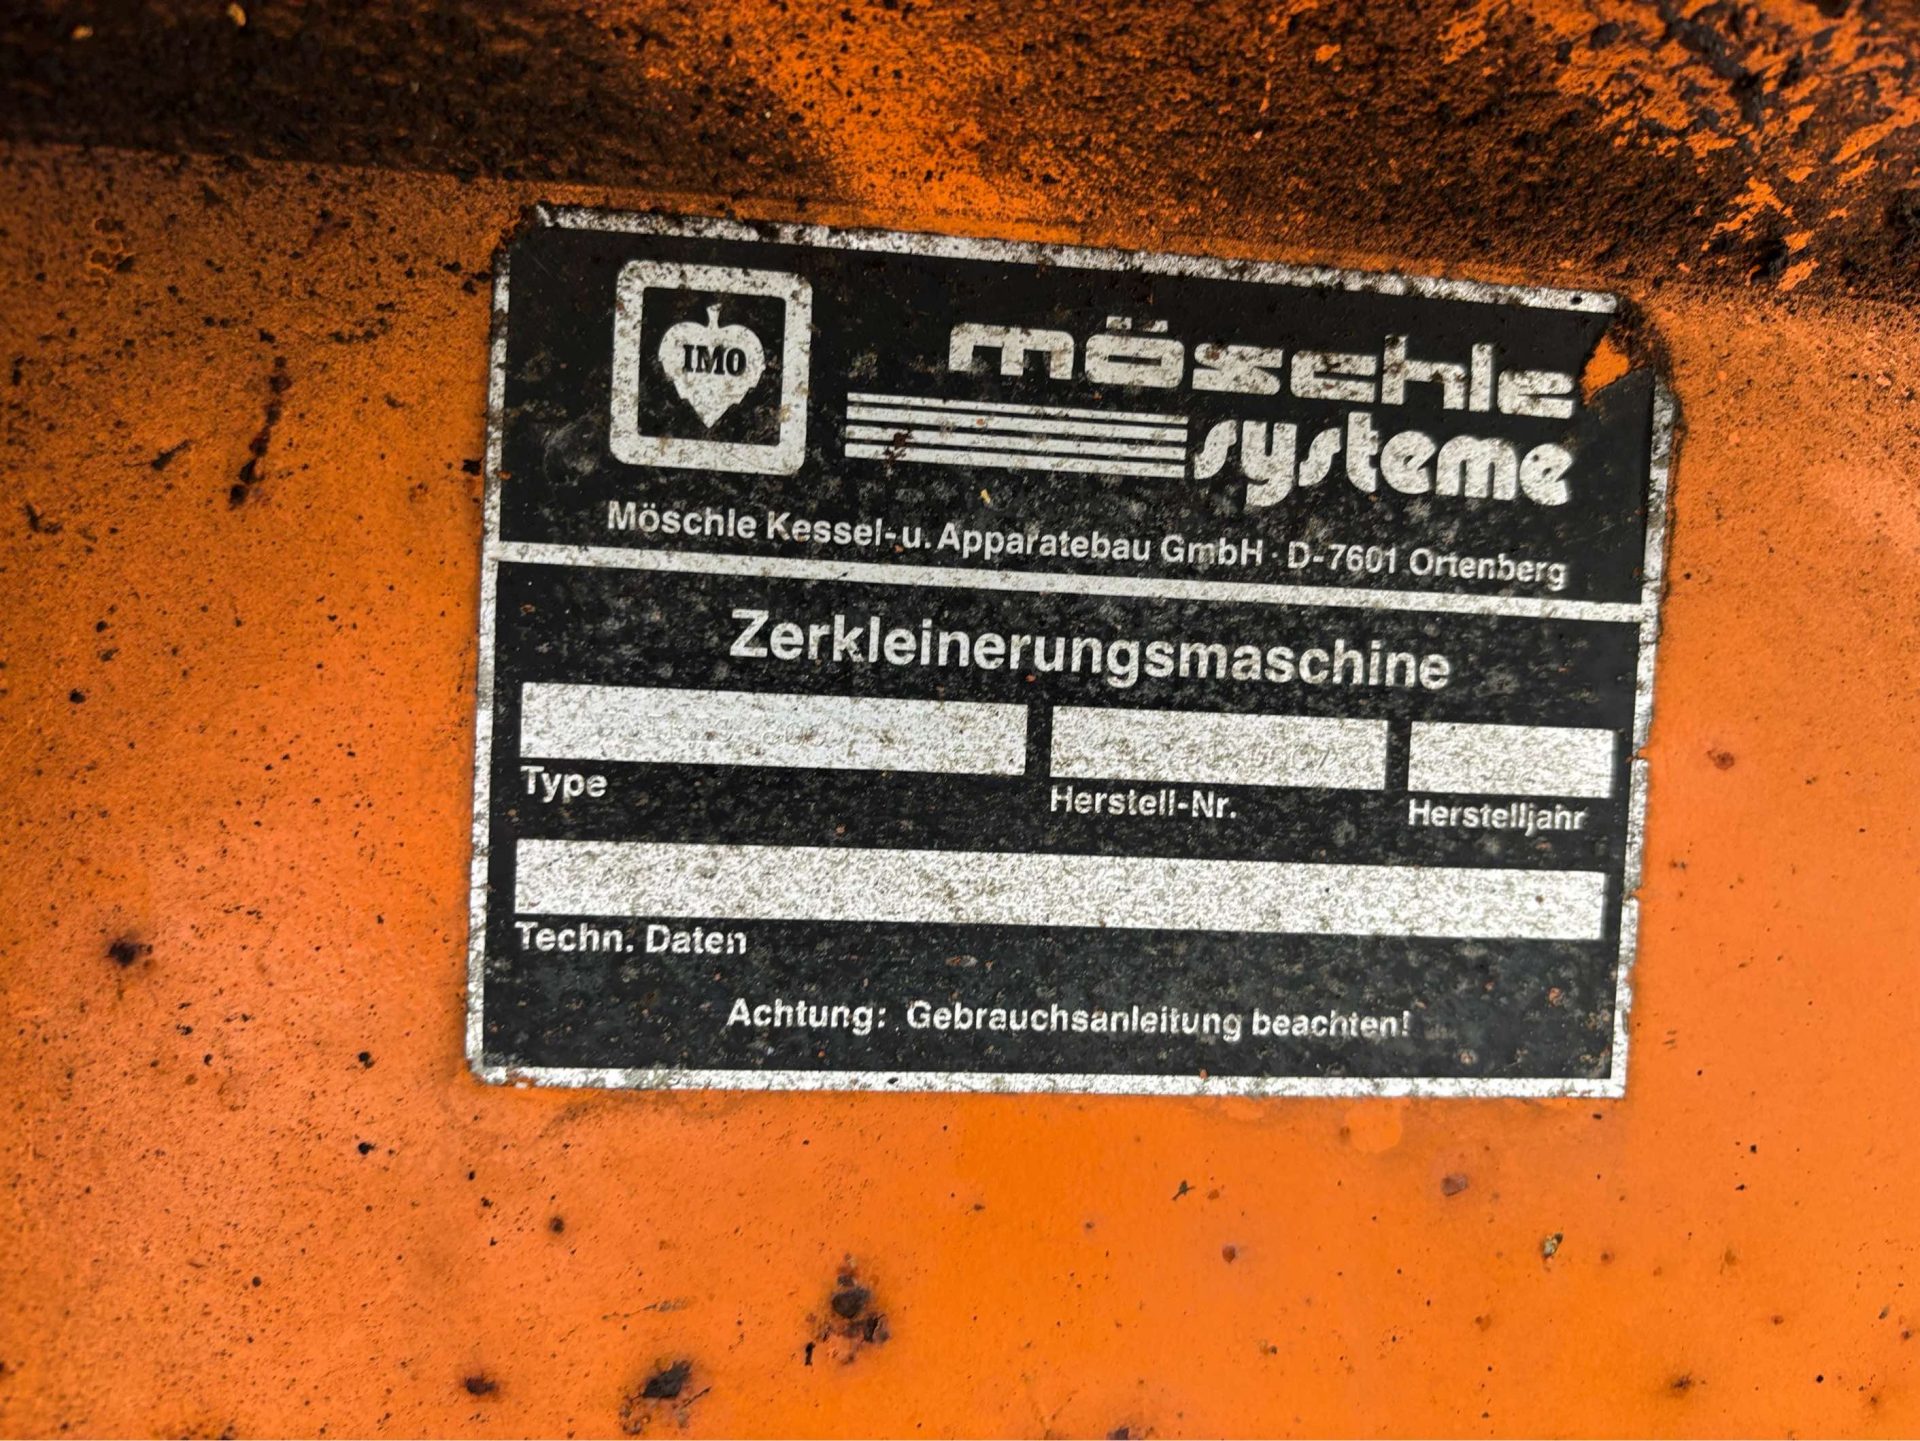 IMO
möschle
systeme
Möschle Kessel- u. Apparatebau GmbH · D-7601 Ortenberg
Zerkleinerungsmaschine
Type
Herstell-Nr.
Herstelljahr
Techn. Daten
Achtung: Gebrauchsanleitung beachten!